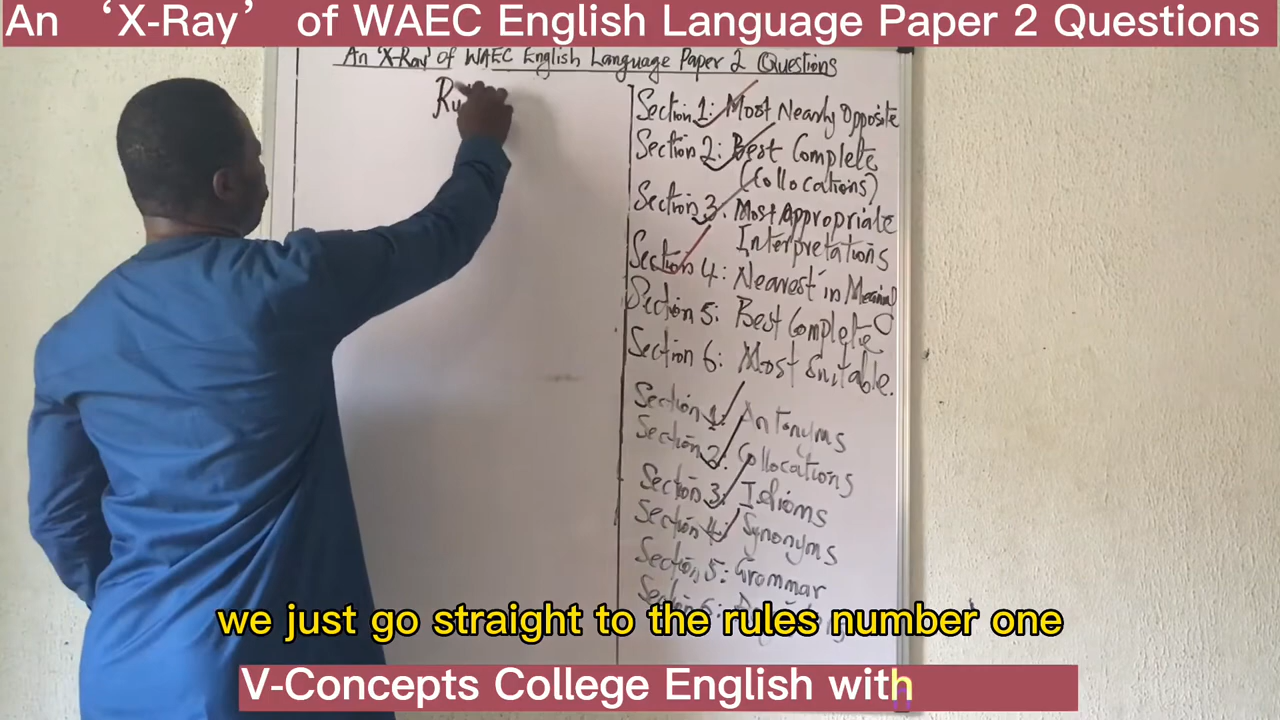 An ‘X-Ray’ of WAEC English Language Paper 2 Questions
An 'X-Ray' of WAEC English Language Paper 2 Questions
Ru
Section 1: Most Nearly Opposite
Section 2: Best Complete
(Collocations)
Section 3: Most Appropriate
Interpretations
Section 4: Nearest in Meaning
Section 5: Best Complete
Section 6: Most Suitable.
Section 1: Antonyms
Section 2: Collocations
Section 3: Idioms
Section 4: Synonyms
Section 5: Grammar
Section 6:
we just go straight to the rules number one
V-Concepts College English with